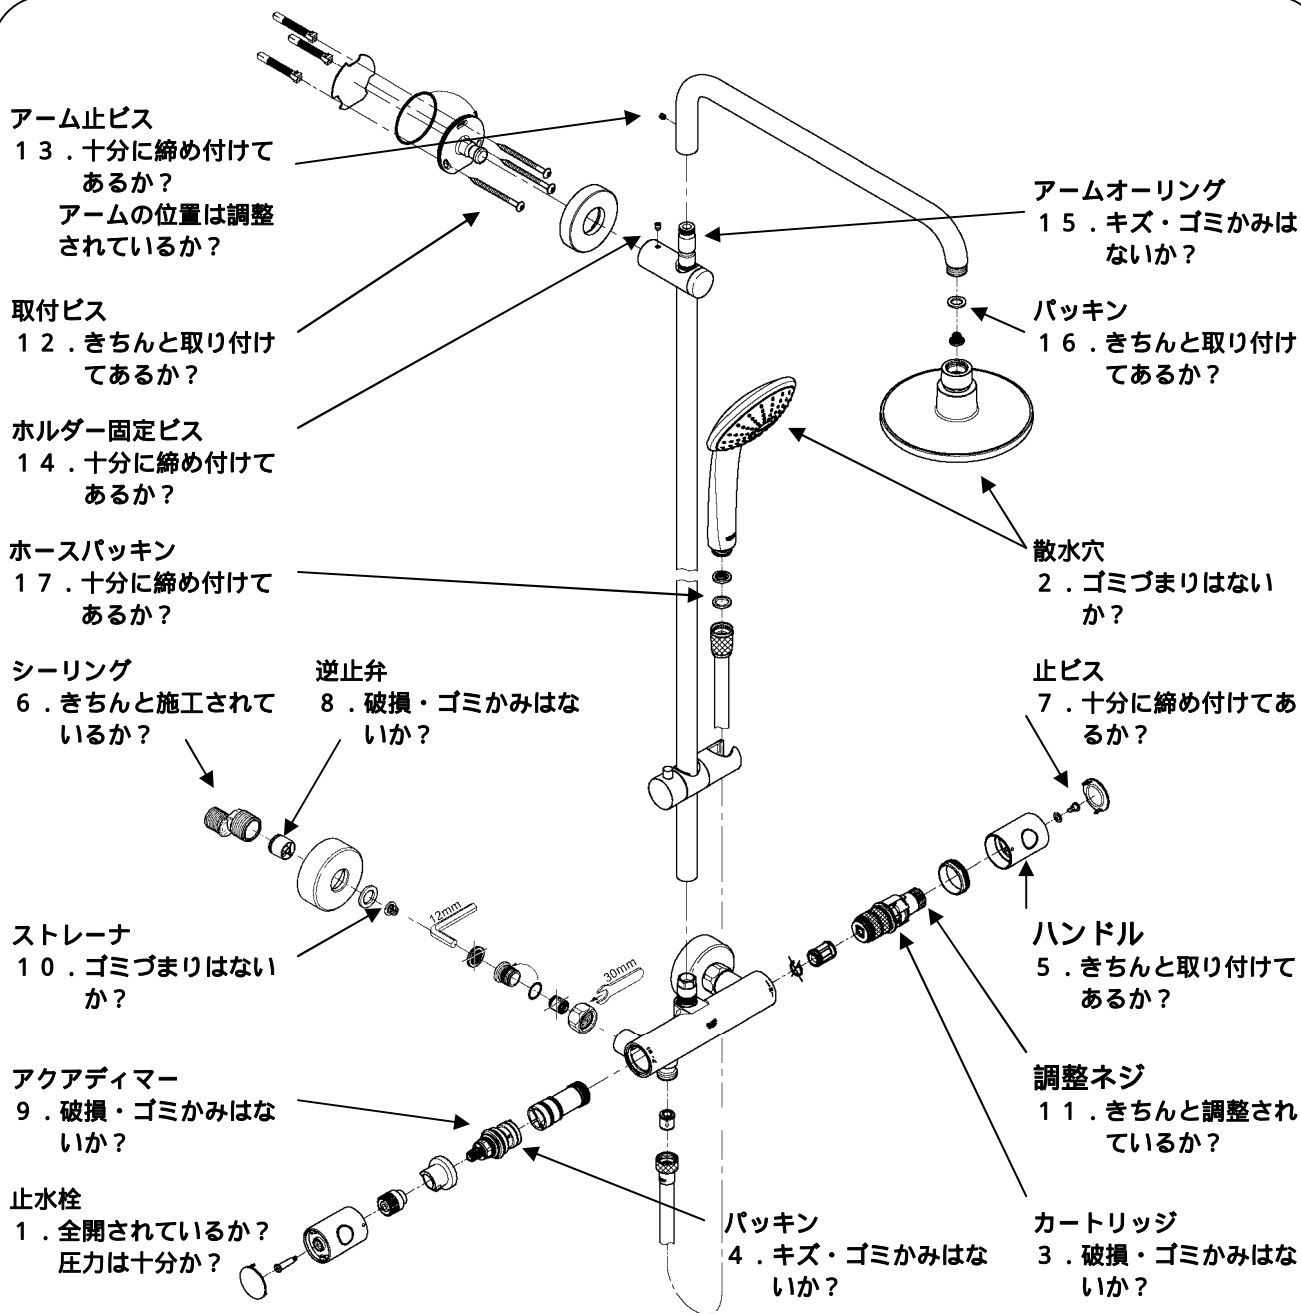 アーム止ビス
１３．十分に締め付けて
あるか？
アームの位置は調整
されているか？
取付ビス
１２．きちんと取り付け
てあるか？
ホルダー固定ビス
１４．十分に締め付けて
あるか？
ホースパッキン
１７．十分に締め付けて
あるか？
シーリング
６．きちんと施工されて
いるか？
逆止弁
８．破損・ゴミかみはな
いか？
ストレーナ
１０．ゴミづまりはない
か？
アクアディマー
９．破損・ゴミかみはな
いか？
止水栓
１．全開されているか？
圧力は十分か？
12mm
30mm
パッキン
４．キズ・ゴミかみはな
いか？
アームオーリング
１５．キズ・ゴミかみは
ないか？
パッキン
１６．きちんと取り付け
てあるか？
散水穴
２．ゴミづまりはない
か？
止ビス
７．十分に締め付けてあ
るか？
ハンドル
５．きちんと取り付けて
あるか？
調整ネジ
１１．きちんと調整され
ているか？
カートリッジ
３．破損・ゴミかみはな
いか？